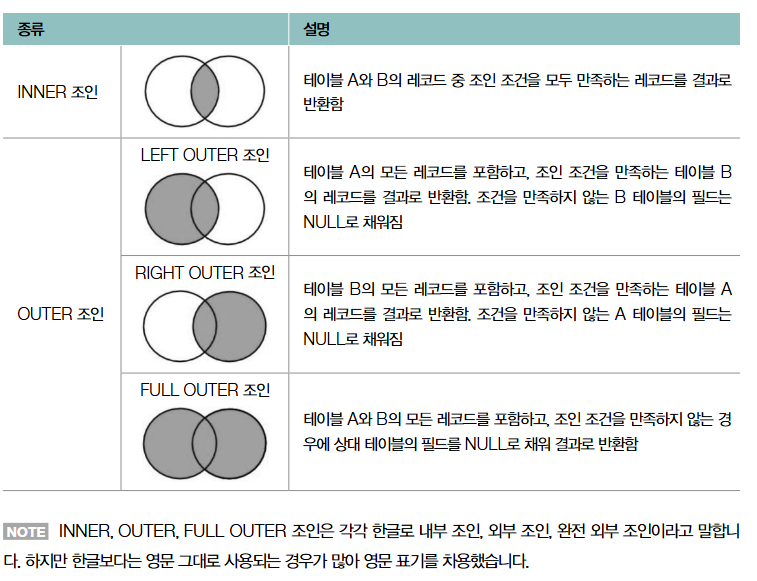 종류
설명
INNER 조인
테이블 A와 B의 레코드 중 조인 조건을 모두 만족하는 레코드를 결과로
반환함
OUTER 조인
LEFT OUTER 조인
테이블 A의 모든 레코드를 포함하고, 조인 조건을 만족하는 테이블 B
의 레코드를 결과로 반환함. 조건을 만족하지 않는 B 테이블의 필드는
NULL로 채워짐
RIGHT OUTER 조인
테이블 B의 모든 레코드를 포함하고, 조인 조건을 만족하는 테이블 A
의 레코드를 결과로 반환함. 조건을 만족하지 않는 A 테이블의 필드는
NULL로 채워짐
FULL OUTER 조인
테이블 A와 B의 모든 레코드를 포함하고, 조인 조건을 만족하지 않는 경
우에 상대 테이블의 필드를 NULL로 채워 결과로 반환함
NOTE INNER, OUTER, FULL OUTER 조인은 각각 한글로 내부 조인, 외부 조인, 완전 외부 조인이라고 말합니
다. 하지만 한글보다는 영문 그대로 사용되는 경우가 많아 영문 표기를 차용했습니다.